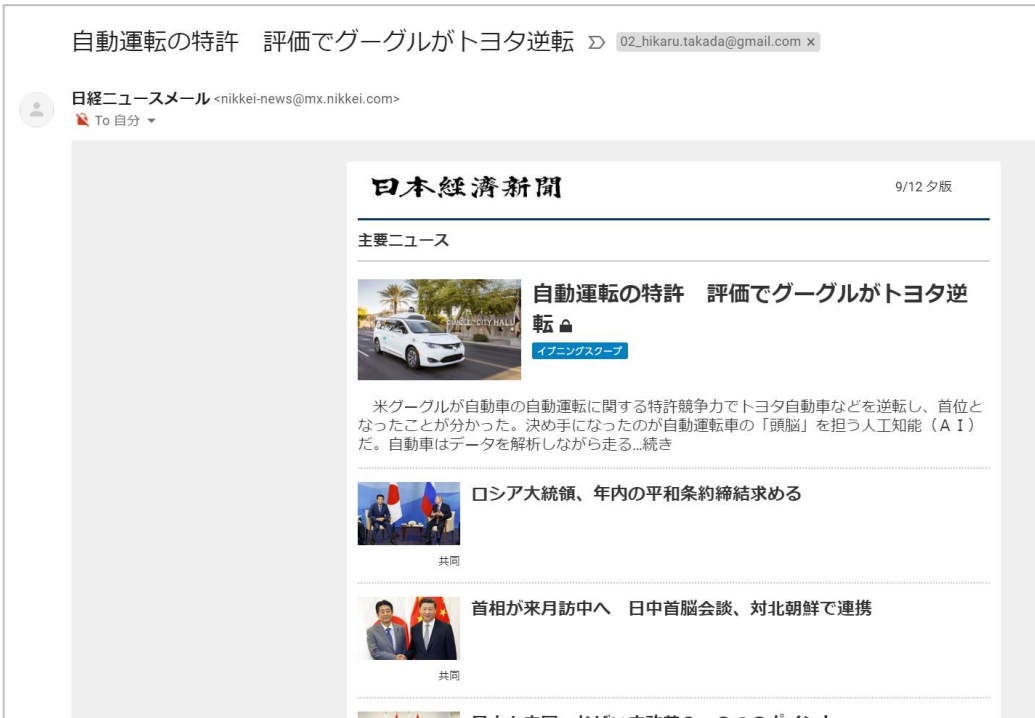 自動運転の特許　評価でグーグルがトヨタ逆転 02_hikaru.takada@gmail.com ×
日経ニュースメール <nikkei-news@mx.nikkei.com>
To 自分
日本経済新聞 9/12 夕版
主要ニュース
自動運転の特許　評価でグーグルがトヨタ逆
転
イブニングスクープ
　米グーグルが自動車の自動運転に関する特許競争力でトヨタ自動車などを逆転し、首位と
なったことが分かった。決め手になったのが自動運転車の「頭脳」を担う人工知能（ＡＩ）
だ。自動車はデータを解析しながら走る...続き
ロシア大統領、年内の平和条約締結求める
共同
首相が来月訪中へ　日中首脳会談、対北朝鮮で連携
共同